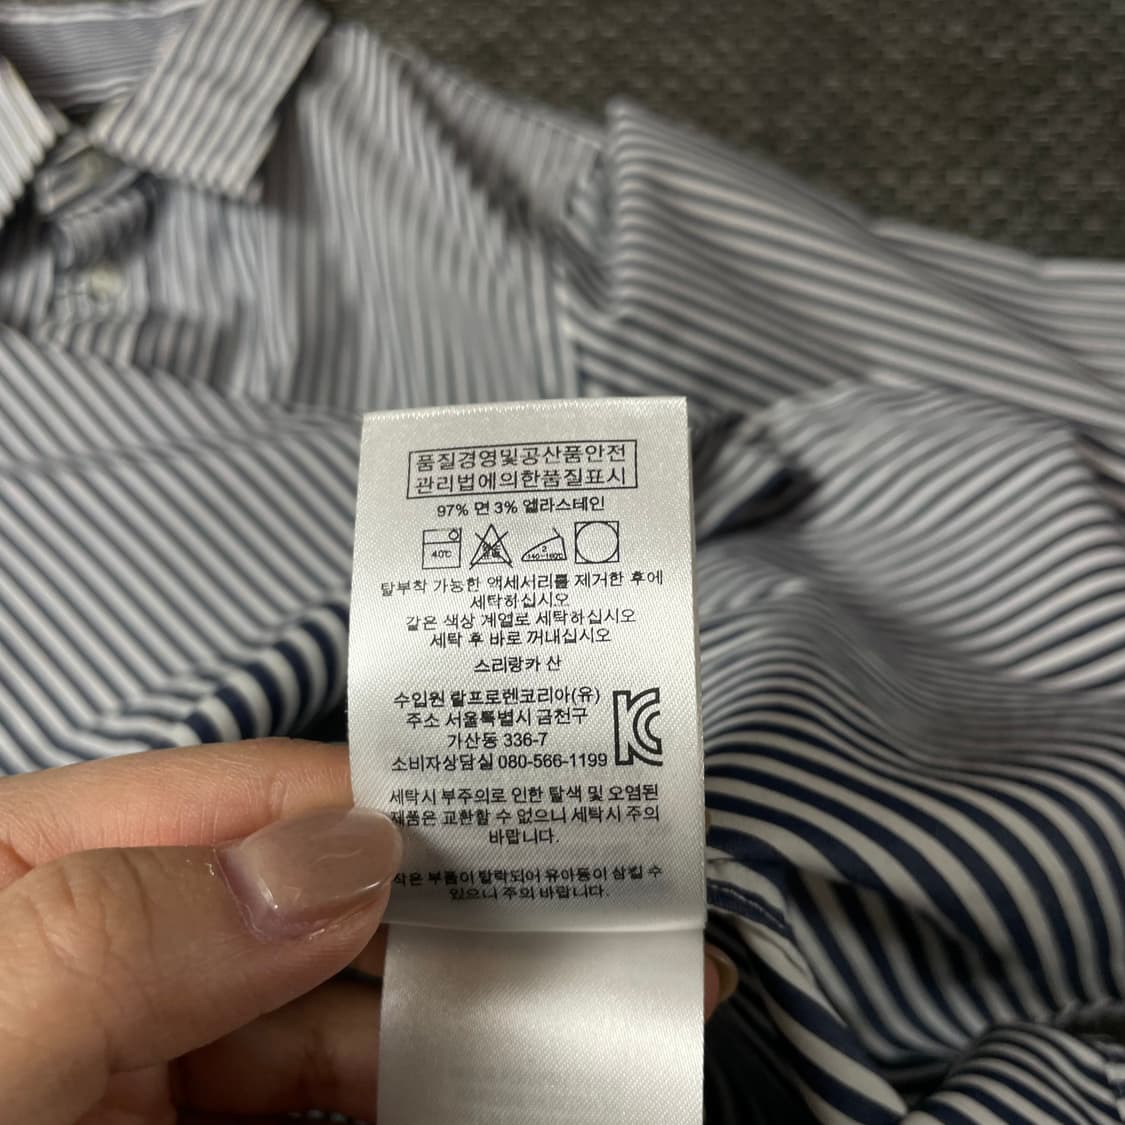 품질경영및공산품안전
관리법에의한품질표시
97% 면 3% 엘라스테인
40℃
2
140~160℃
탈부착 가능한 액세서리를 제거한 후에
세탁하십시오
같은 색상 계열로 세탁하십시오
세탁 후 바로 꺼내십시오
스리랑카 산
수입원 랄프로렌코리아(유)
주소 서울특별시 금천구
가산동 336-7
소비자상담실 080-566-1199
세탁시 부주의로 인한 탈색 및 오염된
제품은 교환할 수 없으니 세탁시 주의
바랍니다.
작은 부품이 탈락되어 유아동이 삼킬 수
있으니 주의 바랍니다.